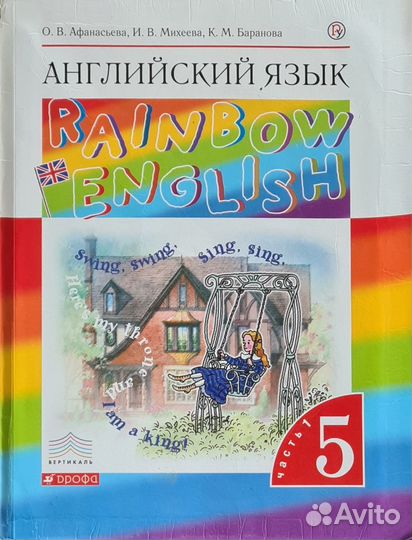 О. В. Афанасьева, И. В. Михеева, К. М. Баранова
АНГЛИЙСКИЙ ЯЗЫК
RAINBOW
ENGLISH
Swing, swing,
sing, sing,
Here's my throne
and
I am a king!
часть 1
5
ВЕРТИКАЛЬ
ДРОФА
Avito